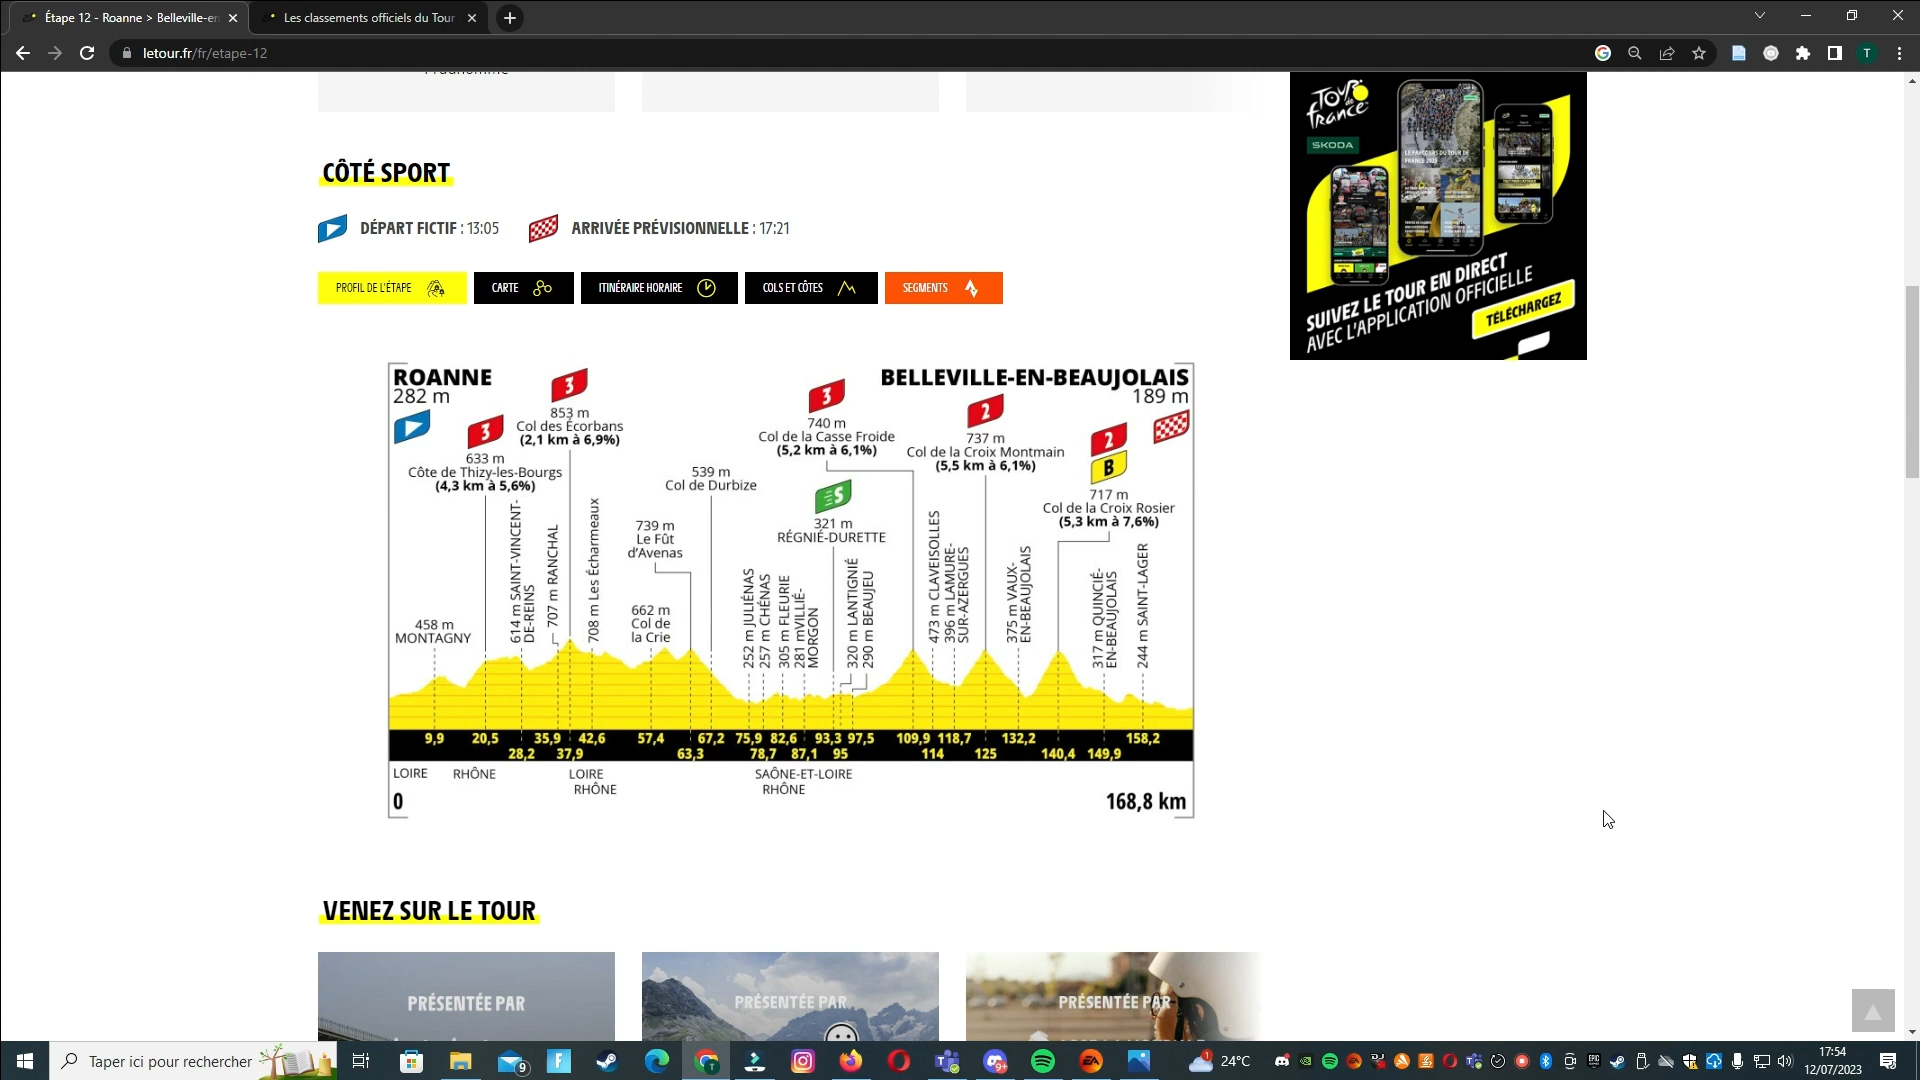 Étape 12 - Roanne > Belleville-en
Les classements officiels du Tour
letour.fr/fr/etape-12
CÔTÉ SPORT
DÉPART FICTIF : 13:05
ARRIVÉE PRÉVISIONNELLE : 17:21
PROFIL DE L'ÉTAPE
CARTE
ITINÉRAIRE HORAIRE
COLS ET CÔTES
SEGMENTS
TOUR de france
SKODA
SUIVEZ LE TOUR EN DIRECT
AVEC L'APPLICATION OFFICIELLE
TÉLÉCHARGEZ
ROANNE
282 m
BELLEVILLE-EN-BEAUJOLAIS
189 m
3
633 m
Côte de Thizy-les-Bourgs
(4,3 km à 5,6%)
3
853 m
Col des Écorbans
(2,1 km à 6,9%)
539 m
Col de Durbize
739 m
Le Fût
d'Avenas
662 m
Col de
la Crie
3
740 m
Col de la Casse Froide
(5,2 km à 6,1%)
S
321 m
RÉGNIÉ-DURETTE
2
737 m
Col de la Croix Montmain
(5,5 km à 6,1%)
2
B
717 m
Col de la Croix Rosier
(5,3 km à 7,6%)
458 m
MONTAGNY
614 m SAINT-VINCENT-
DE-REINS
707 m RANCHAL
708 m Les Écharmeaux
252 m JULIÉNAS
257 m CHÉNAS
305 m FLEURIE
281 mVILLIÉ-
MORGON
320 m LANTIGNIÉ
290 m BEAUJEU
473 m CLAVEISOLLES
396 m LAMURE-
SUR-AZERGUES
375 m VAUX-
EN-BEAUJOLAIS
317 m QUINCIÉ-
EN-BEAUJOLAIS
244 m SAINT-LAGER
9,9 20,5 35,9 42,6 57,4 67,2 75,9 82,6 93,3 97,5 109,9 118,7 132,2 158,2
28,2 37,9 63,3 78,7 87,1 95 114 125 140,4 149,9
LOIRE RHÔNE LOIRE SAÔNE-ET-LOIRE
RHÔNE RHÔNE
0
168,8 km
VENEZ SUR LE TOUR
PRÉSENTÉE PAR
PRÉSENTÉE PAR
PRÉSENTÉE PAR
Taper ici pour rechercher
24°C
17:54
12/07/2023